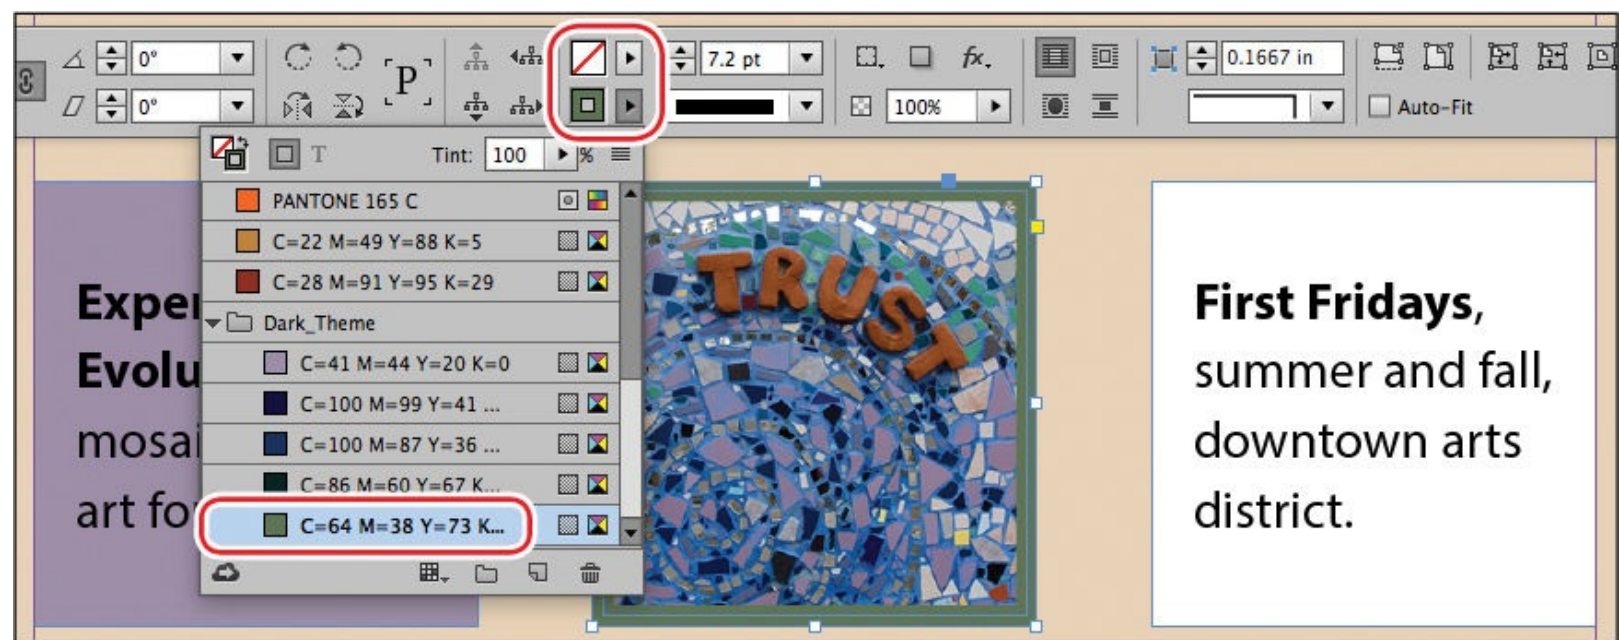 0°
7.2 pt
fx.
0.1667 in
P
0°
100%
Auto-Fit
T
Tint: 100 %
PANTONE 165 C
C=22 M=49 Y=88 K=5
C=28 M=91 Y=95 K=29
Dark_Theme
C=41 M=44 Y=20 K=0
C=100 M=99 Y=41 ...
C=100 M=87 Y=36 ...
C=86 M=60 Y=67 K...
C=64 M=38 Y=73 K...
Exper
Evolu
mosai
art fo
TRUST
First Fridays,
summer and fall,
downtown arts
district.